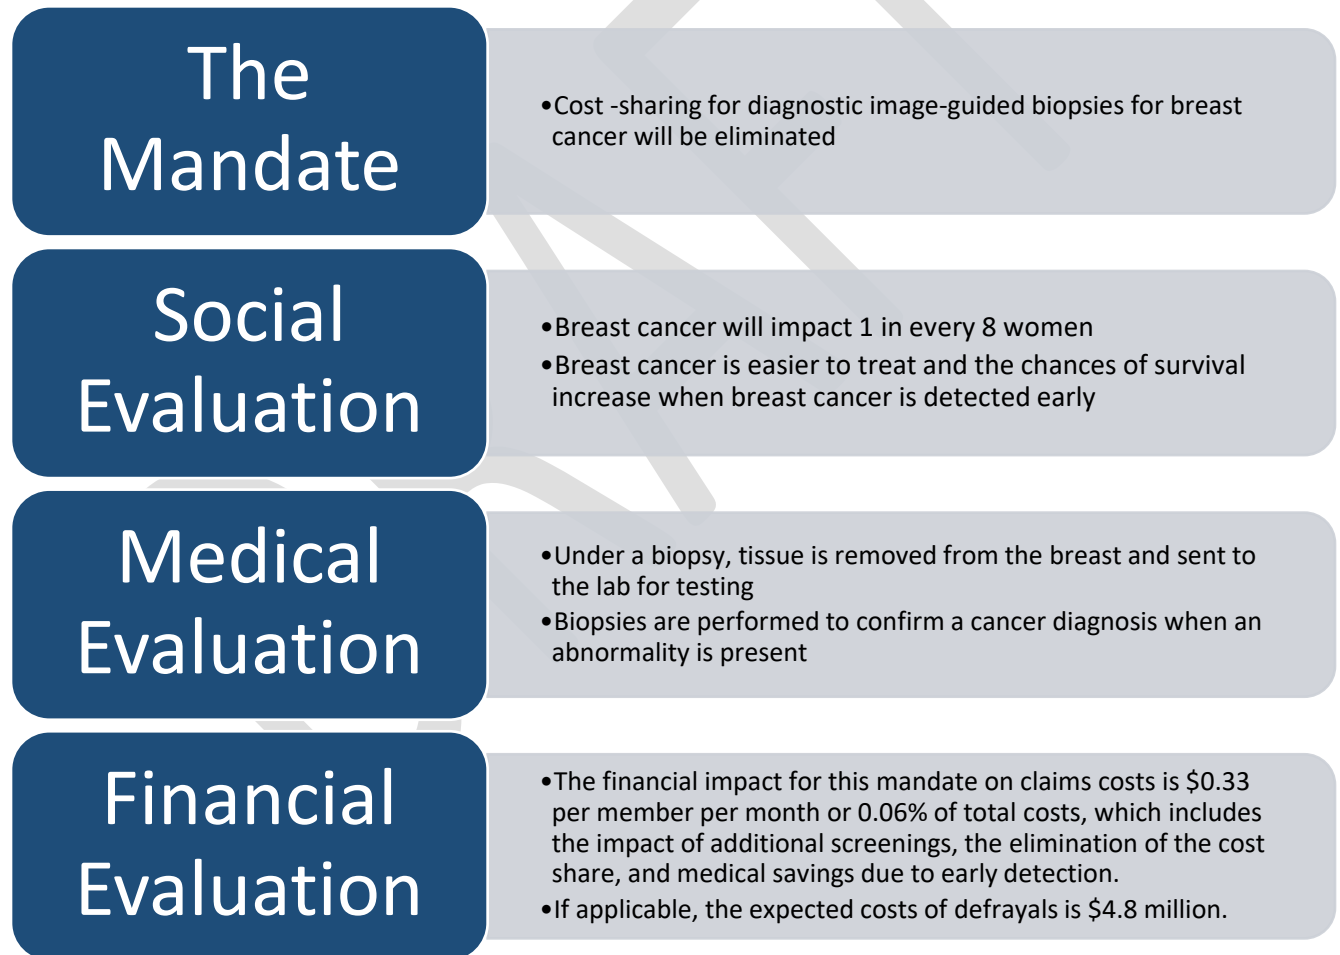 The
Mandate
•Cost -sharing for diagnostic image-guided biopsies for breast
cancer will be eliminated
Social
Evaluation
•Breast cancer will impact 1 in every 8 women
•Breast cancer is easier to treat and the chances of survival
increase when breast cancer is detected early
Medical
Evaluation
•Under a biopsy, tissue is removed from the breast and sent to
the lab for testing
•Biopsies are performed to confirm a cancer diagnosis when an
abnormality is present
Financial
Evaluation
•The financial impact for this mandate on claims costs is $0.33
per member per month or 0.06% of total costs, which includes
the impact of additional screenings, the elimination of the cost
share, and medical savings due to early detection.
•If applicable, the expected costs of defrayals is $4.8 million.